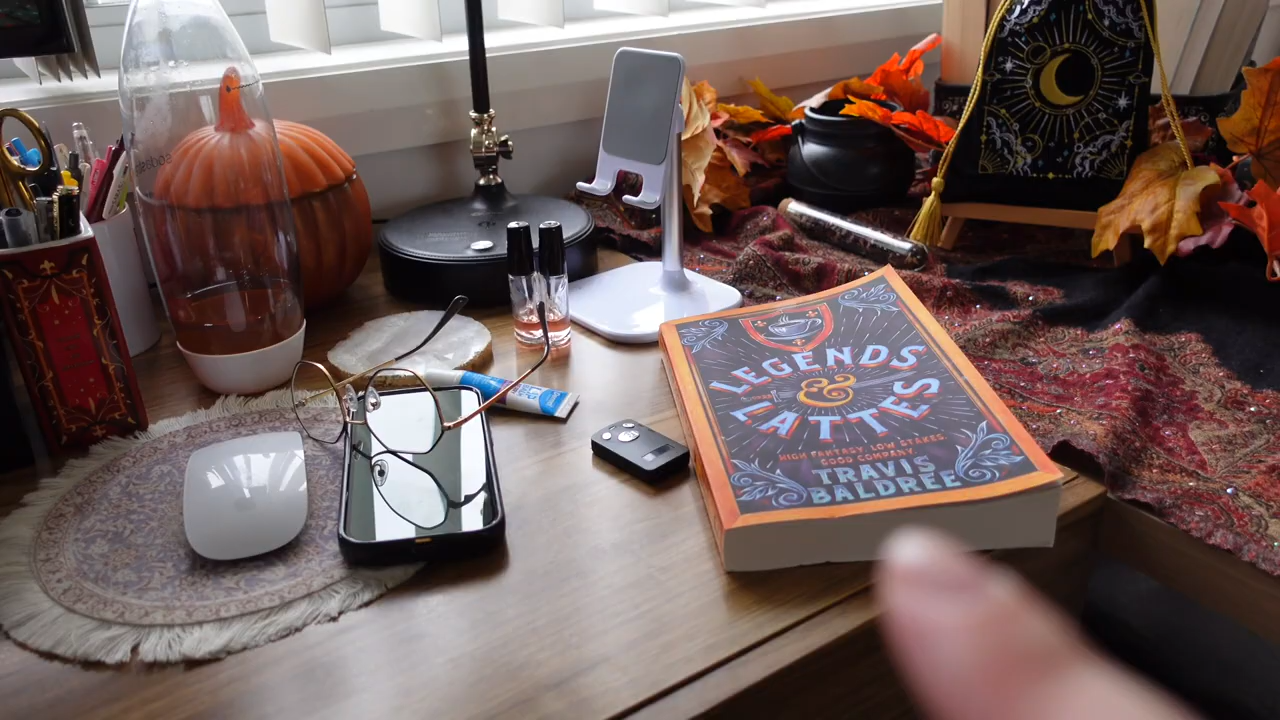 LEGENDS
&
LATTES
HIGH FANTASY, LOW STAKES,
GOOD COMPANY.
TRAVIS
BALDREE